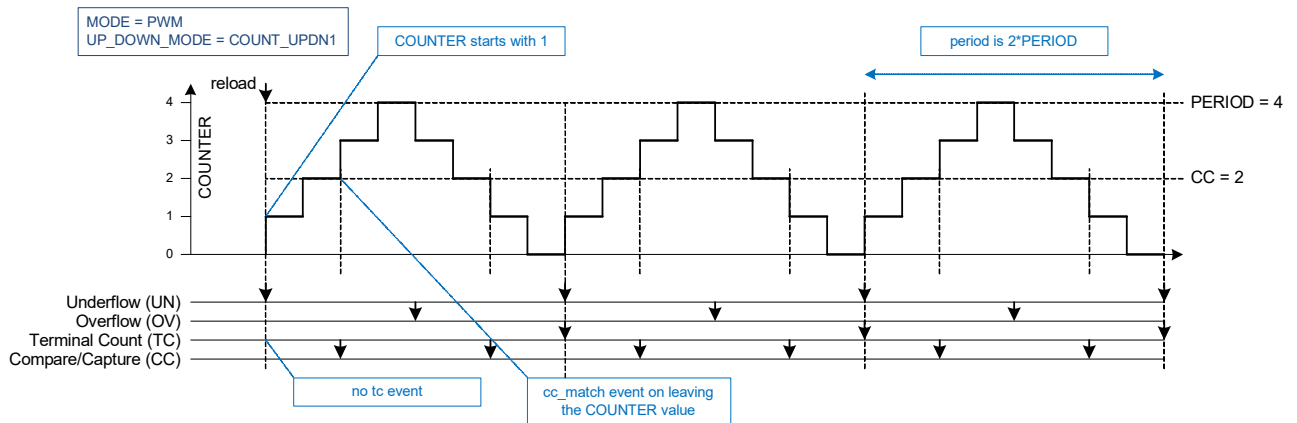 MODE = PWM
UP_DOWN_MODE = COUNT_UPDN1
COUNTER starts with 1
period is 2*PERIOD
reload
COUNTER
4
3
2
1
0
PERIOD = 4
CC = 2
Underflow (UN)
Overflow (OV)
Terminal Count (TC)
Compare/Capture (CC)
no tc event
cc_match event on leaving
the COUNTER value